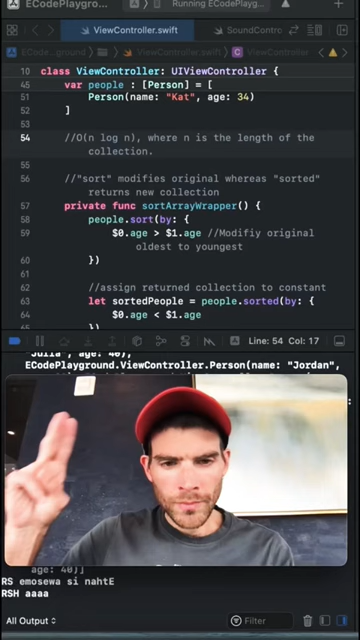 ECodePlayground
Running ECodePlayg...
ViewController.swift
SoundContro
ECode...ground
ViewController.swift
ViewController
10 class ViewController: UIViewController {
45 var people : [Person] = [
51 Person(name: "Kat", age: 34)
52 ]
53
54 //O(n log n), where n is the length of the
collection.
55
56 //"sort" modifies original whereas "sorted"
returns new collection
57 private func sortArrayWrapper() {
58 people.sort(by: {
59 $0.age > $1.age //Modifiy original
oldest to youngest
60 })
61
62 //assign returned collection to constant
63 let sortedPeople = people.sorted(by: {
64 $0.age < $1.age
})
Line: 54 Col: 17
"Julia", age: 40),
ECodePlayground.ViewController.Person(name: "Jordan",
age: 40)]
RS emosewa si nahtE
RSH aaaa
All Output
Filter